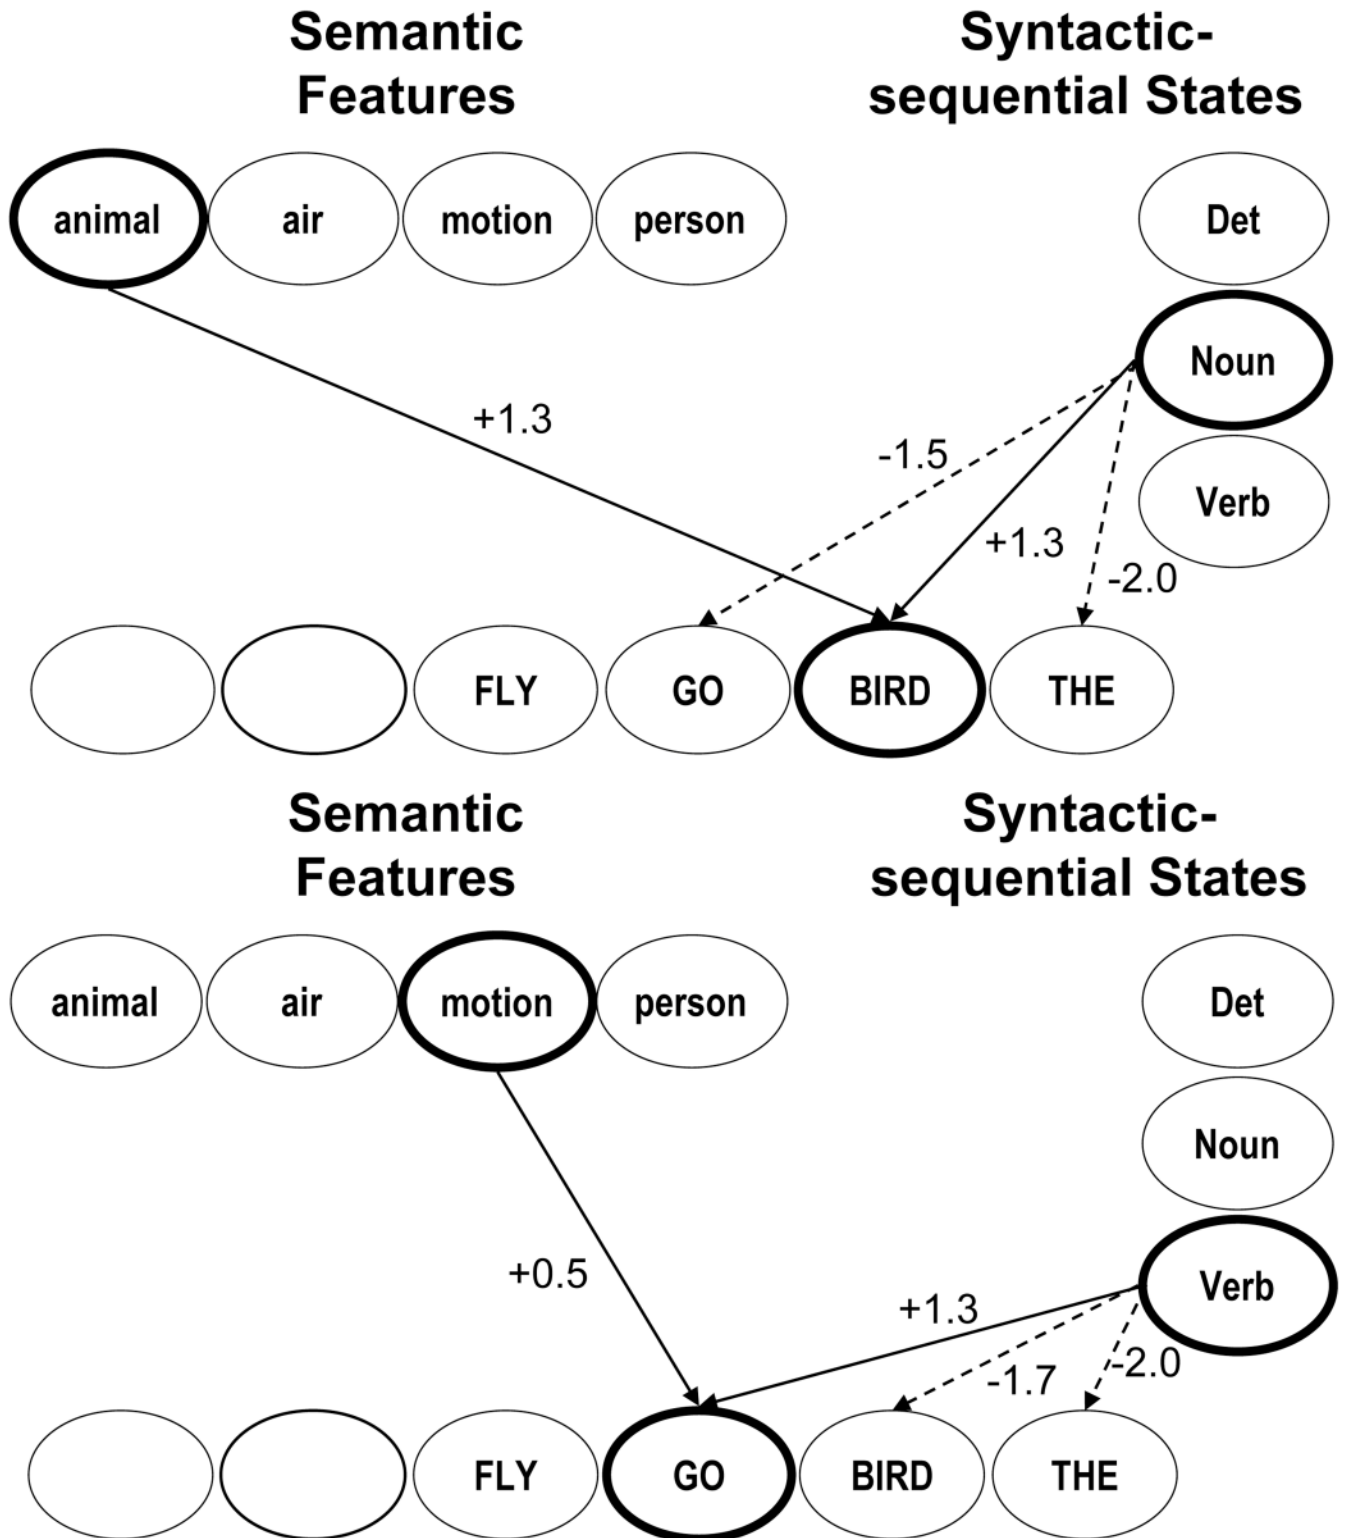 Semantic
Features
Syntactic-
sequential States
animal air motion person
Det
Noun
Verb
+1.3
-1.5
+1.3
-2.0
FLY GO BIRD THE
Semantic
Features
Syntactic-
sequential States
animal air motion person
Det
Noun
Verb
+0.5
+1.3
-1.7
-2.0
FLY GO BIRD THE